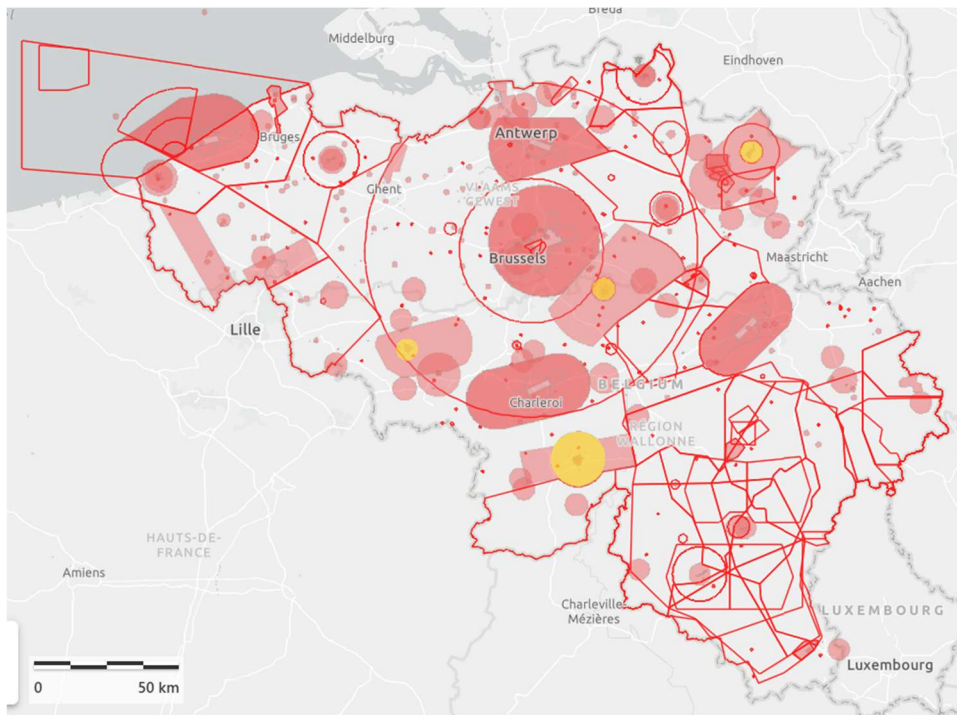 Breda
Middelburg
Eindhoven
Bruges
Antwerp
Ghent
VLAAMS
GEWEST
Brussels
Maastricht
Aachen
Lille
BELGIUM
Charleroi
RÉGION
WALLONNE
HAUTS-DE-
FRANCE
Amiens
Charleville-
Mézières
LUXEMBOURG
Luxembourg
0 50 km